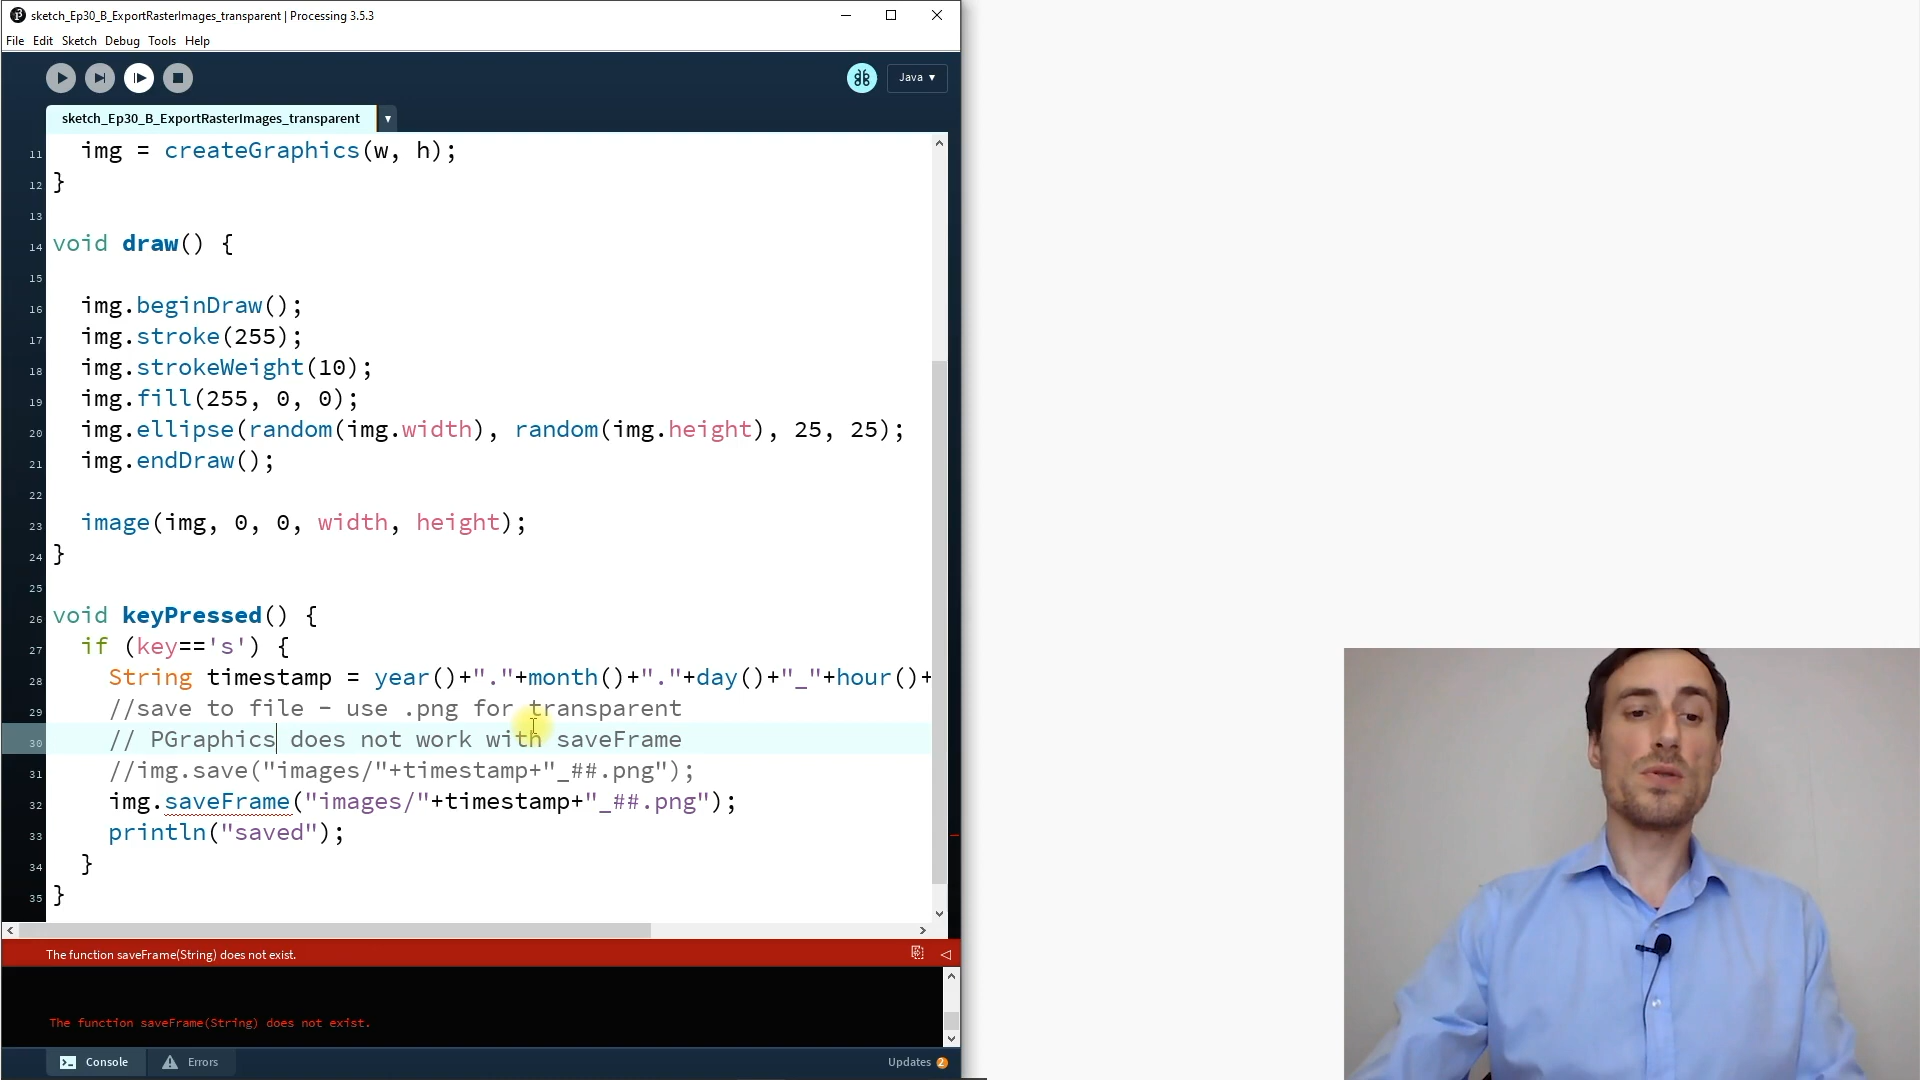 sketch_Ep30_B_ExportRasterImages_transparent | Processing 3.5.3
File Edit Sketch Debug Tools Help
Java ▾
sketch_Ep30_B_ExportRasterImages_transparent ▾
11 img = createGraphics(w, h);
12 }
13
14 void draw() {
15
16 img.beginDraw();
17 img.stroke(255);
18 img.strokeWeight(10);
19 img.fill(255, 0, 0);
20 img.ellipse(random(img.width), random(img.height), 25, 25);
21 img.endDraw();
22
23 image(img, 0, 0, width, height);
24 }
25
26 void keyPressed() {
27 if (key=='s') {
28 String timestamp = year()+"."+month()+"."+day()+"_"+hour()+
29 //save to file - use .png for transparent
30 // PGraphics does not work with saveFrame
31 //img.save("images/"+timestamp+"_##.png");
32 img.saveFrame("images/"+timestamp+"_##.png");
33 println("saved");
34 }
35 }
The function saveFrame(String) does not exist.
The function saveFrame(String) does not exist.
Console Errors Updates 2